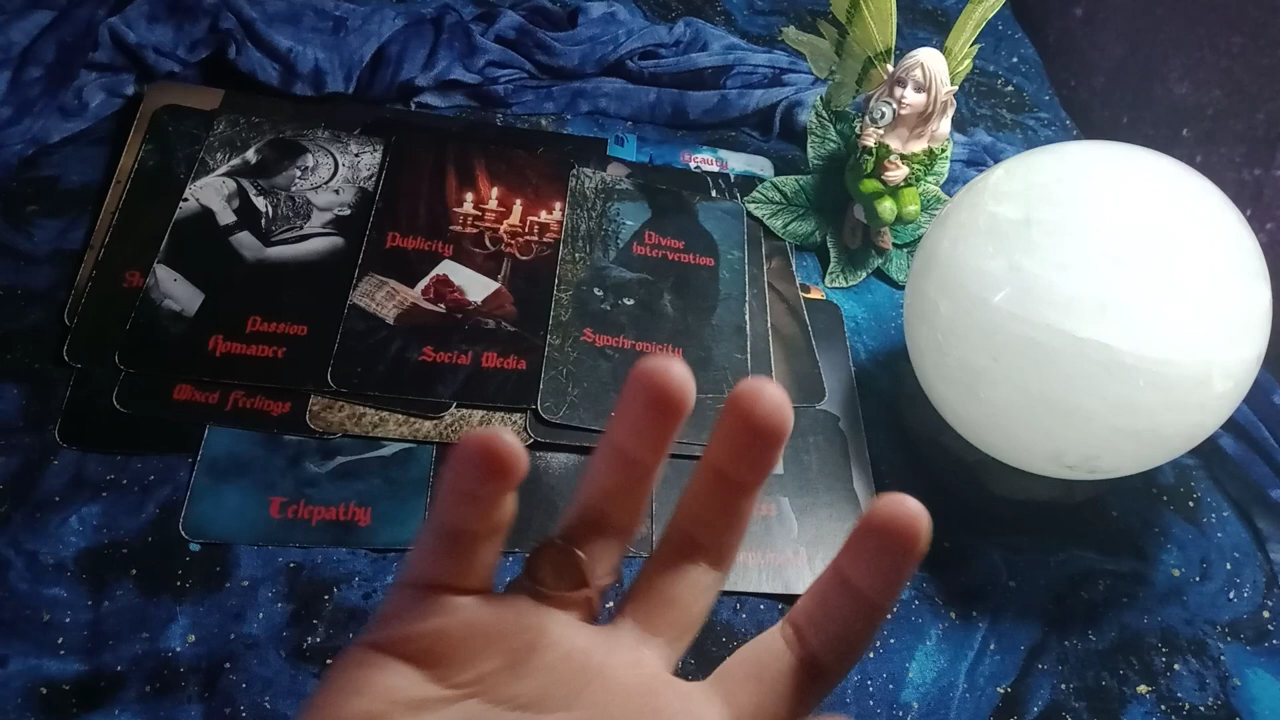 Beauty
Publicity
Divine
Intervention
Passion
Romance
Social Media
Synchronicity
Mixed Feelings
Telepathy